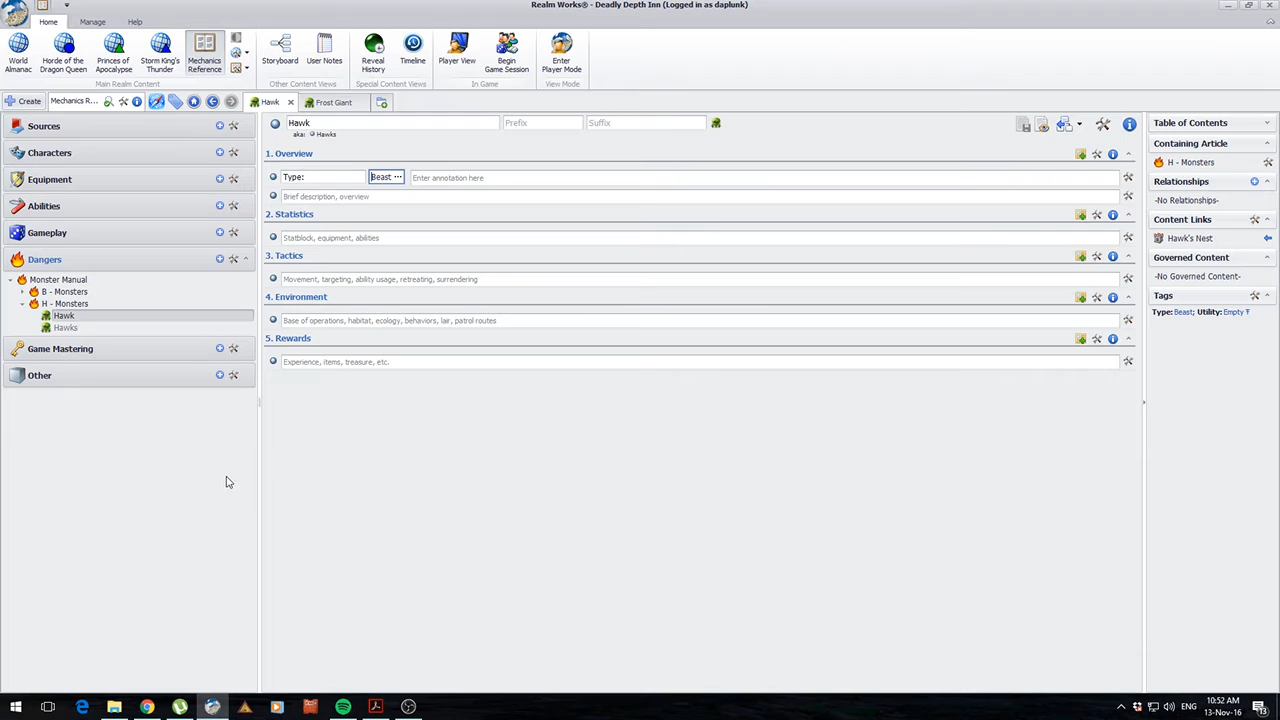 Realm Works® - Deadly Depth Inn (Logged in as daplunk)
Home
Manage
Help
World Almanac
Horde of the Dragon Queen
Princes of Apocalypse
Storm King's Thunder
Mechanics Reference
Storyboard
User Notes
Reveal History
Timeline
Player View
Begin Game Session
Enter Player Mode
Main Realm Content
Other Content Views
Special Content Views
In Game
View Mode
Create
Mechanics R...
Hawk
Frost Giant
Sources
Characters
Equipment
Abilities
Gameplay
Dangers
Monster Manual
B - Monsters
H - Monsters
Hawk
Hawks
Game Mastering
Other
Hawk
Prefix
Suffix
aka: Hawks
1. Overview
Type:
Beast ···
Enter annotation here
Brief description, overview
2. Statistics
Statblock, equipment, abilities
3. Tactics
Movement, targeting, ability usage, retreating, surrendering
4. Environment
Base of operations, habitat, ecology, behaviors, lair, patrol routes
5. Rewards
Experience, items, treasure, etc.
Table of Contents
Containing Article
H - Monsters
Relationships
-No Relationships-
Content Links
Hawk's Nest
Governed Content
-No Governed Content-
Tags
Type: Beast; Utility: Empty
10:52 AM
13-Nov-16